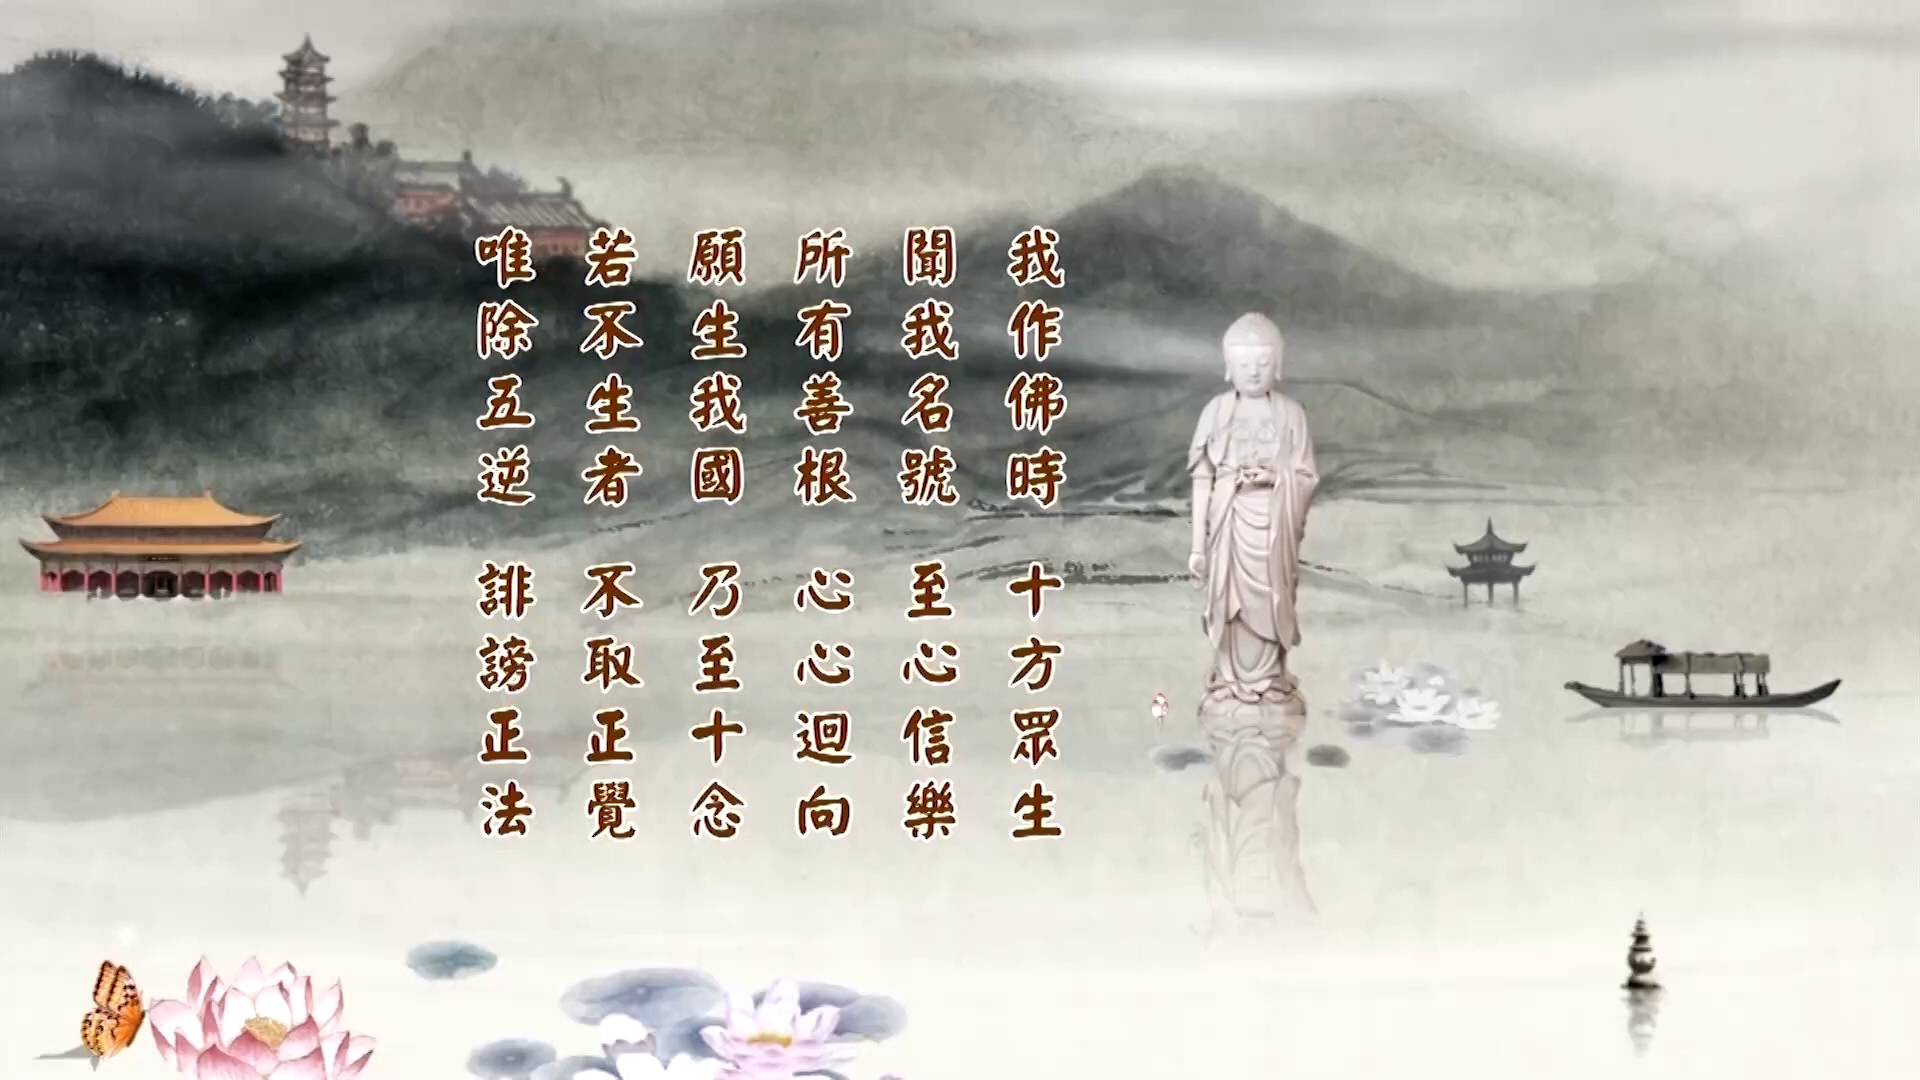 我作佛時 十方眾生
聞我名號 至心信樂
所有善根 心心迴向
願生我國 乃至十念
若不生者 不取正覺
唯除五逆 誹謗正法